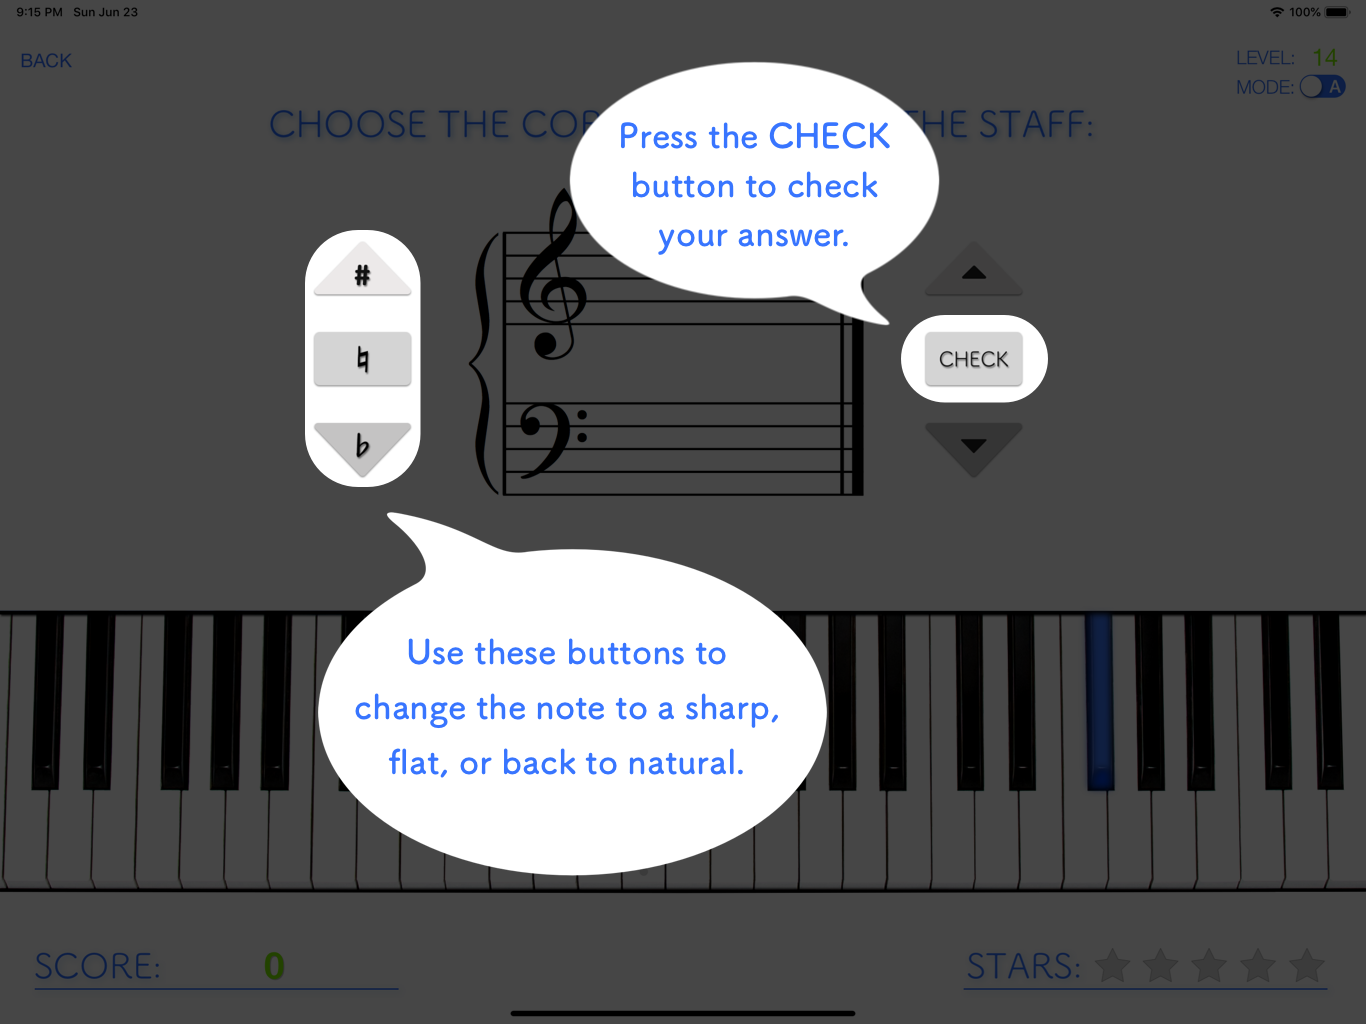 9:15 PM Sun Jun 23
100%
BACK
LEVEL: 14
MODE: A
CHOOSE THE
THE STAFF:
Press the CHECK
button to check
your answer.
#
♮
♭
CHECK
Use these buttons to
change the note to a sharp,
flat, or back to natural.
SCORE: 0
STARS: